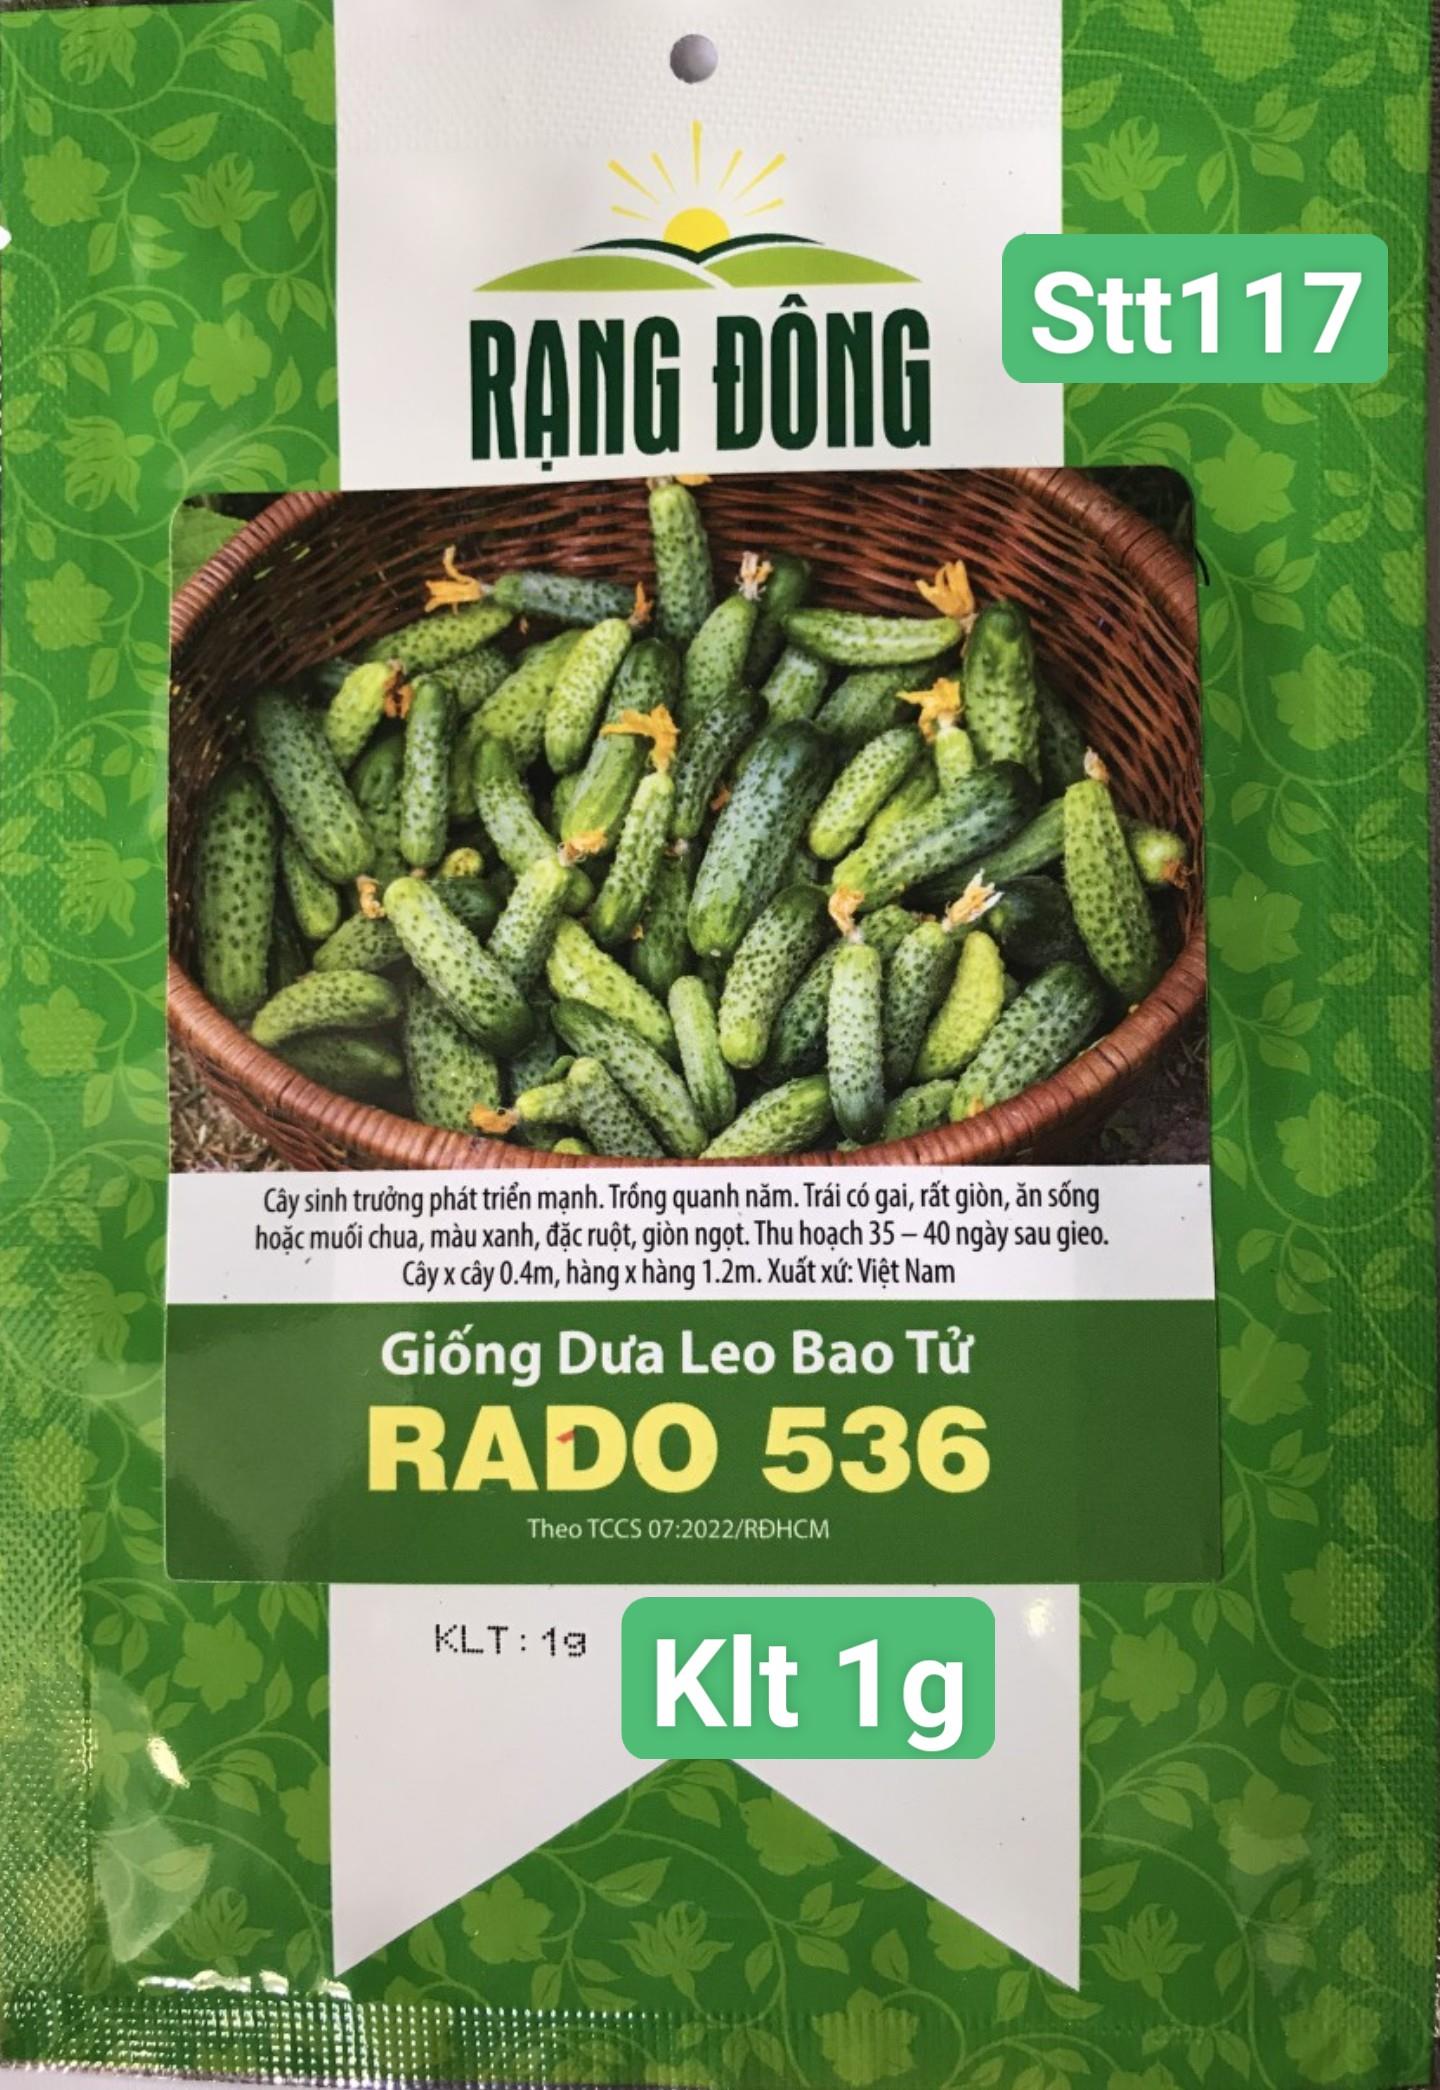 RẠNG ĐÔNG
Stt117
Cây sinh trưởng phát triển mạnh. Trồng quanh năm. Trái có gai, rất giòn, ăn sống
hoặc muối chua, màu xanh, đặc ruột, giòn ngọt. Thu hoạch 35 – 40 ngày sau gieo.
Cây x cây 0.4m, hàng x hàng 1.2m. Xuất xứ: Việt Nam
Giống Dưa Leo Bao Tử
RADO 536
Theo TCCS 07:2022/RĐHCM
KLT: 1g
Klt 1g